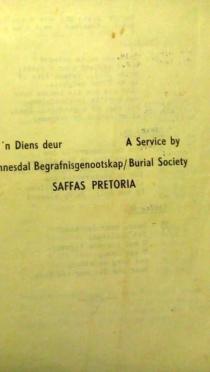 'n Diens deur A Service by
nnesdal Begrafnisgenootskap/Burial Society
SAFFAS PRETORIA